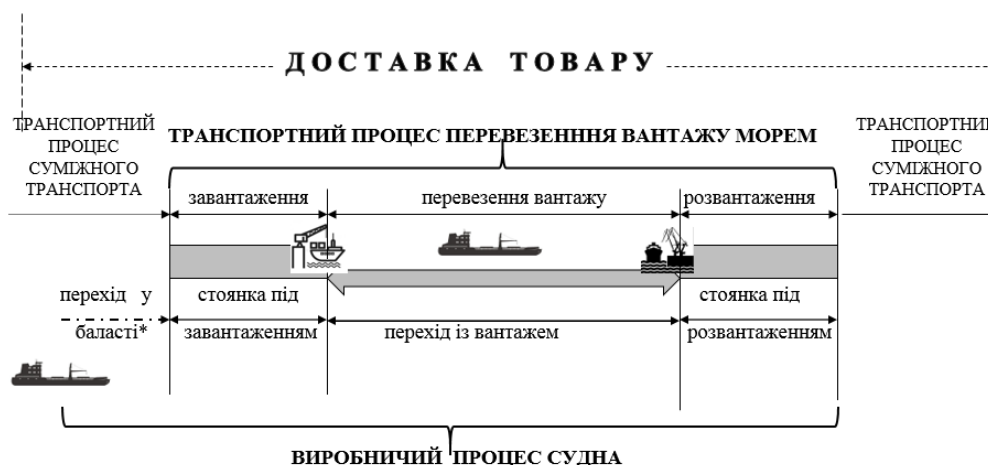 ДОСТАВКА ТОВАРУ
ТРАНСПОРТНИЙ
ПРОЦЕС
СУМІЖНОГО
ТРАНСПОРТА
ТРАНСПОРТНИЙ ПРОЦЕС ПЕРЕВЕЗЕНННЯ ВАНТАЖУ МОРЕМ
ТРАНСПОРТНИ
ПРОЦЕС
СУМІЖНОГО
ТРАНСПОРТА
завантаження
перевезення вантажу
розвантаження
перехід у
баласті*
стоянка під
завантаженням
перехід із вантажем
стоянка під
розвантаженням
ВИРОБНИЧИЙ ПРОЦЕС СУДНА